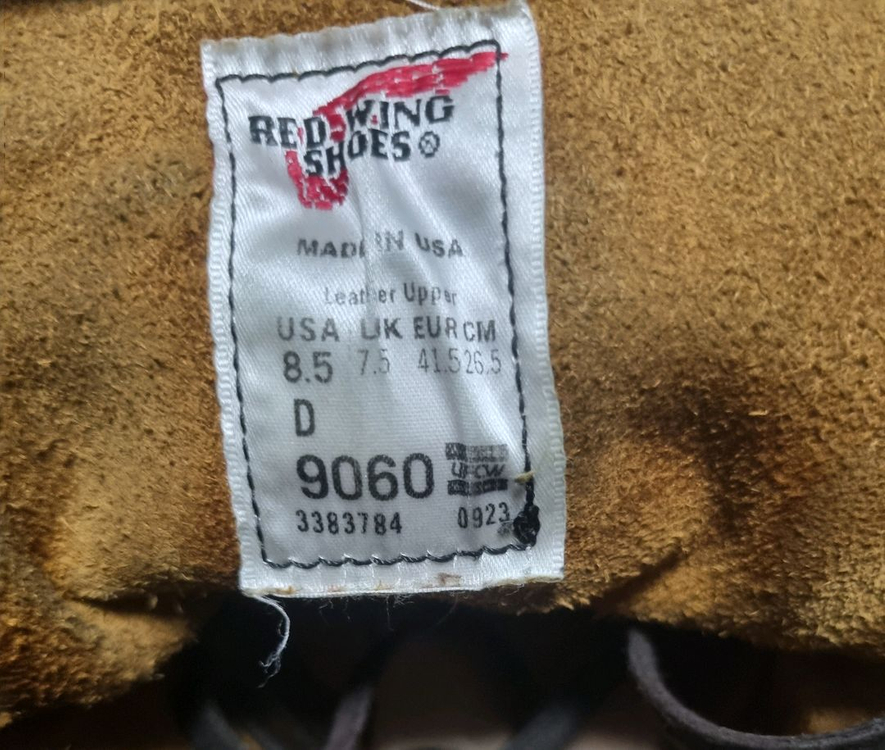 RED WING
SHOES®
MADE IN USA
Leather Upper
USA UK EUR CM
8.5 7.5 41.5 26.5
D
9060 UFCW
3383784 0923